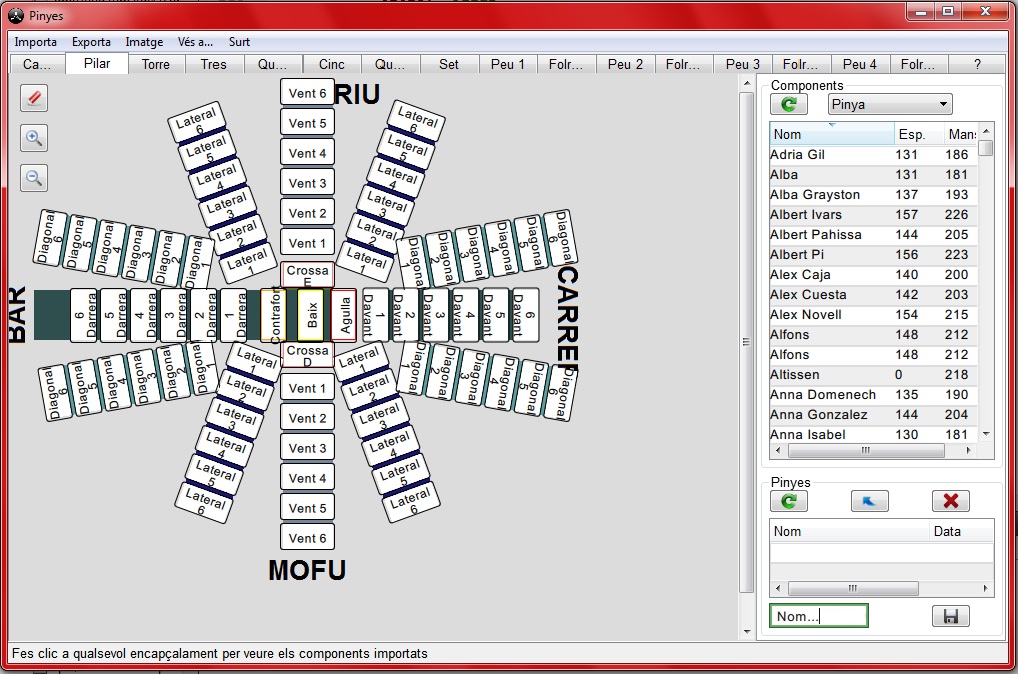 Pinyes
Importa Exporta Imatge Vés a... Surt
Ca... Pilar Torre Tres Qu... Cinc Qu... Set Peu 1 Folr... Peu 2 Folr... Peu 3 Folr... Peu 4 Folr... ?
RIU
Vent 6
Vent 5
Vent 4
Vent 3
Vent 2
Vent 1
Lateral 6
Lateral 5
Lateral 4
Lateral 3
Lateral 2
Lateral 1
Lateral 6
Lateral 5
Lateral 4
Lateral 3
Lateral 2
Lateral 1
Diagonal 6
Diagonal 5
Diagonal 4
Diagonal 3
Diagonal 2
Diagonal 1
Diagonal 1
Diagonal 2
Diagonal 3
Diagonal 4
Diagonal 5
Diagonal 6
BAR
6 Darrera
5 Darrera
4 Darrera
3 Darrera
2 Darrera
1 Darrera
Contrafort
Crossa
Baix
Crossa D
Agulla
Davant 1
Davant 2
Davant 3
Davant 4
Davant 5
Davant 6
CARRER
Diagonal 6
Diagonal 5
Diagonal 4
Diagonal 3
Diagonal 2
Diagonal 1
Diagonal 1
Diagonal 2
Diagonal 3
Diagonal 4
Diagonal 5
Diagonal 6
Lateral 1
Lateral 2
Lateral 3
Lateral 4
Lateral 5
Lateral 6
Vent 1
Vent 2
Vent 3
Vent 4
Vent 5
Vent 6
Lateral 1
Lateral 2
Lateral 3
Lateral 4
Lateral 5
Lateral 6
MOFU
Components
Pinya
Nom Esp. Man:
Adria Gil 131 186
Alba 131 181
Alba Grayston 137 193
Albert Ivars 157 226
Albert Pahissa 144 205
Albert Pi 156 223
Alex Caja 140 200
Alex Cuesta 142 203
Alex Novell 154 215
Alfons 148 212
Alfons 148 212
Altissen 0 218
Anna Domenech 135 190
Anna Gonzalez 144 204
Anna Isabel 130 181
Pinyes
Nom Data
Nom...
Fes clic a qualsevol encapçalament per veure els components importats